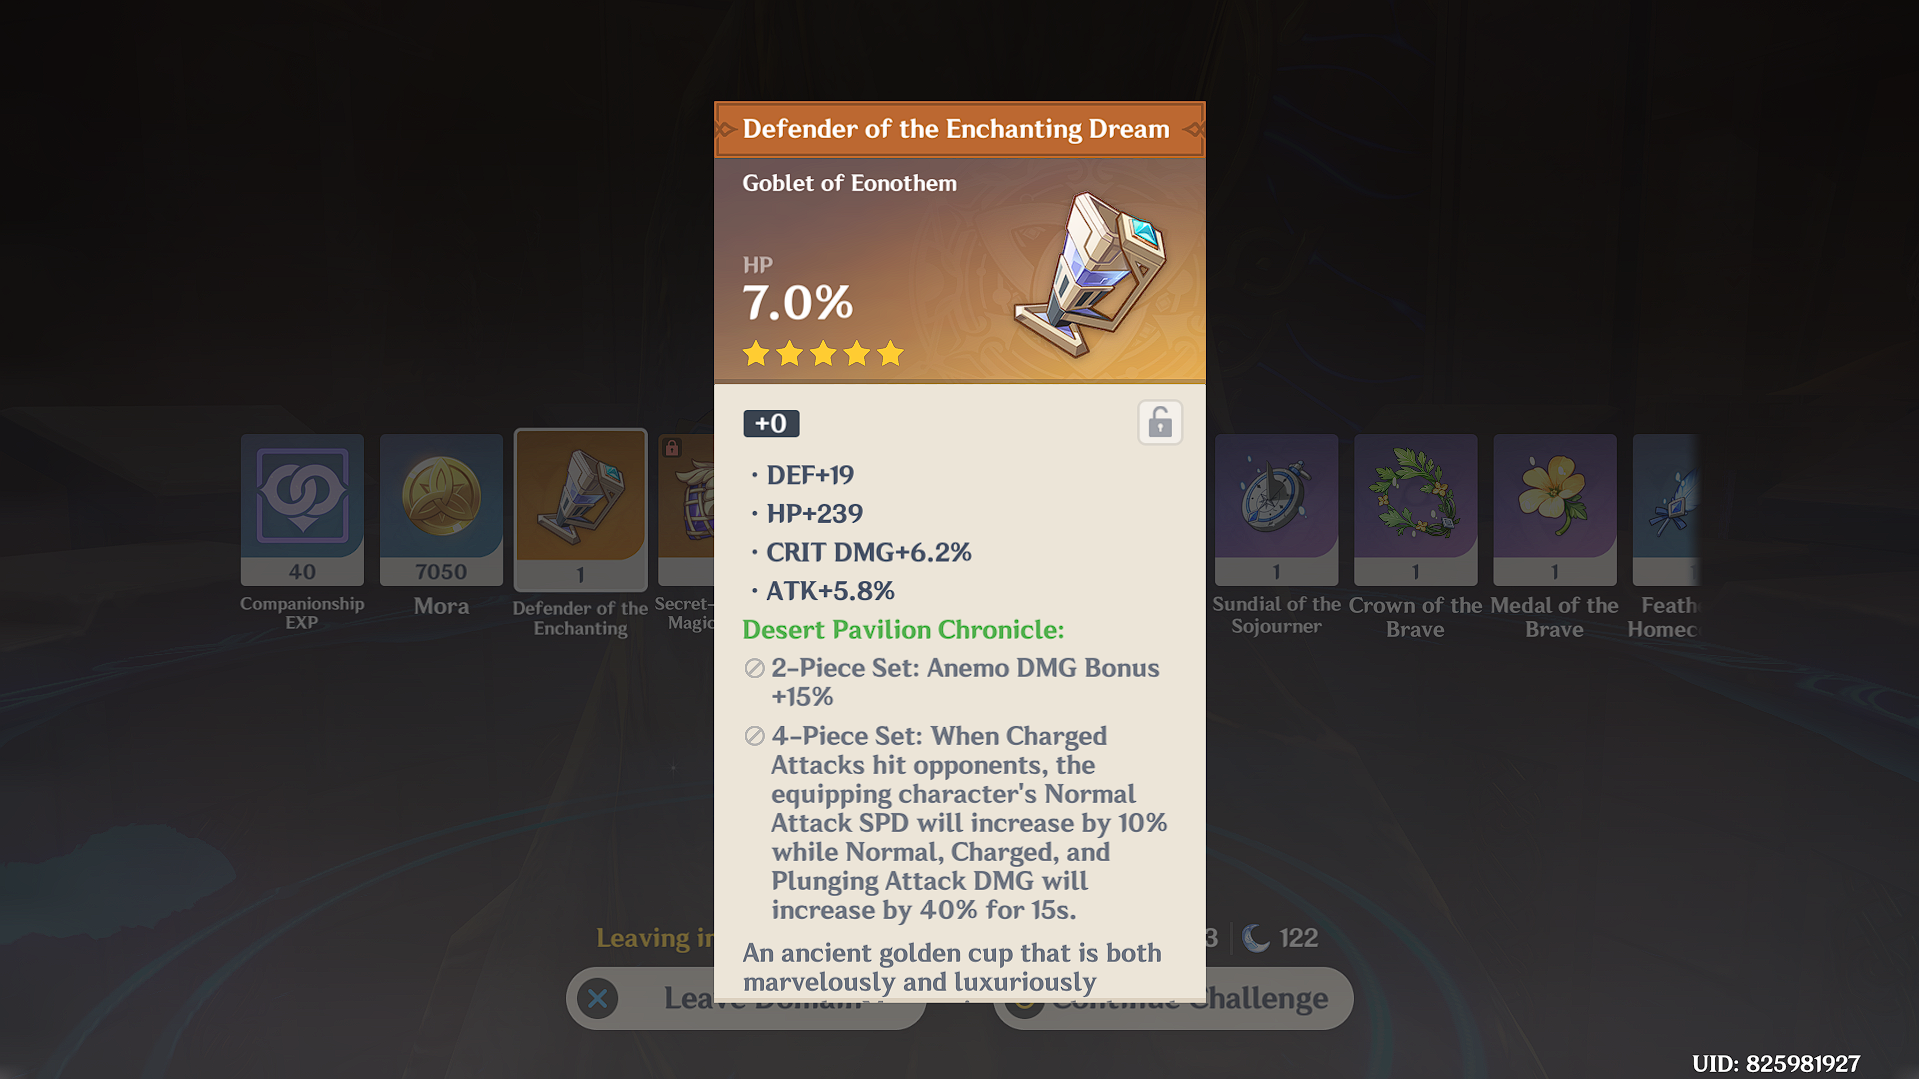 Defender of the Enchanting Dream
Goblet of Eonothem
HP
7.0%
+0
· DEF+19
· HP+239
· CRIT DMG+6.2%
· ATK+5.8%
Desert Pavilion Chronicle:
2-Piece Set: Anemo DMG Bonus
+15%
4-Piece Set: When Charged
Attacks hit opponents, the
equipping character's Normal
Attack SPD will increase by 10%
while Normal, Charged, and
Plunging Attack DMG will
increase by 40% for 15s.
An ancient golden cup that is both
marvelously and luxuriously
40
Companionship
EXP
7050
Mora
1
Defender of the
Enchanting
Secret-
Magic
1
Sundial of the
Sojourner
1
Crown of the
Brave
1
Medal of the
Brave
1
Feath
Homec
Leaving in
3
122
Leave Domain
Continue Challenge
UID: 825981927